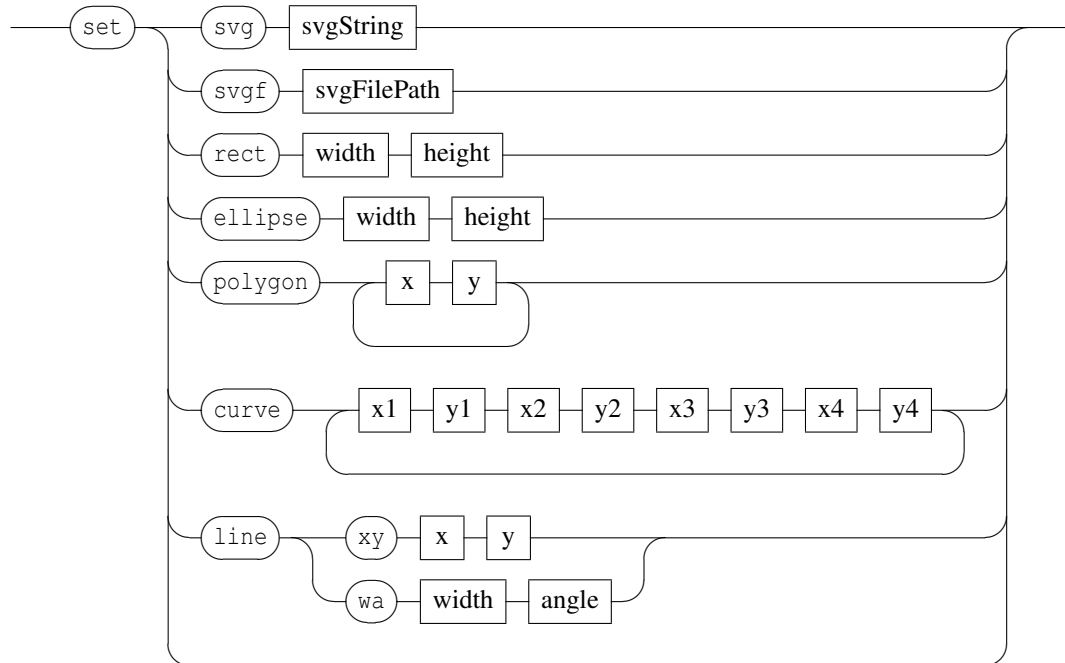 set svg svgString
svgf svgFilePath
rect width height
ellipse width height
polygon x y
curve x1 y1 x2 y2 x3 y3 x4 y4
line xy x y
wa width angle